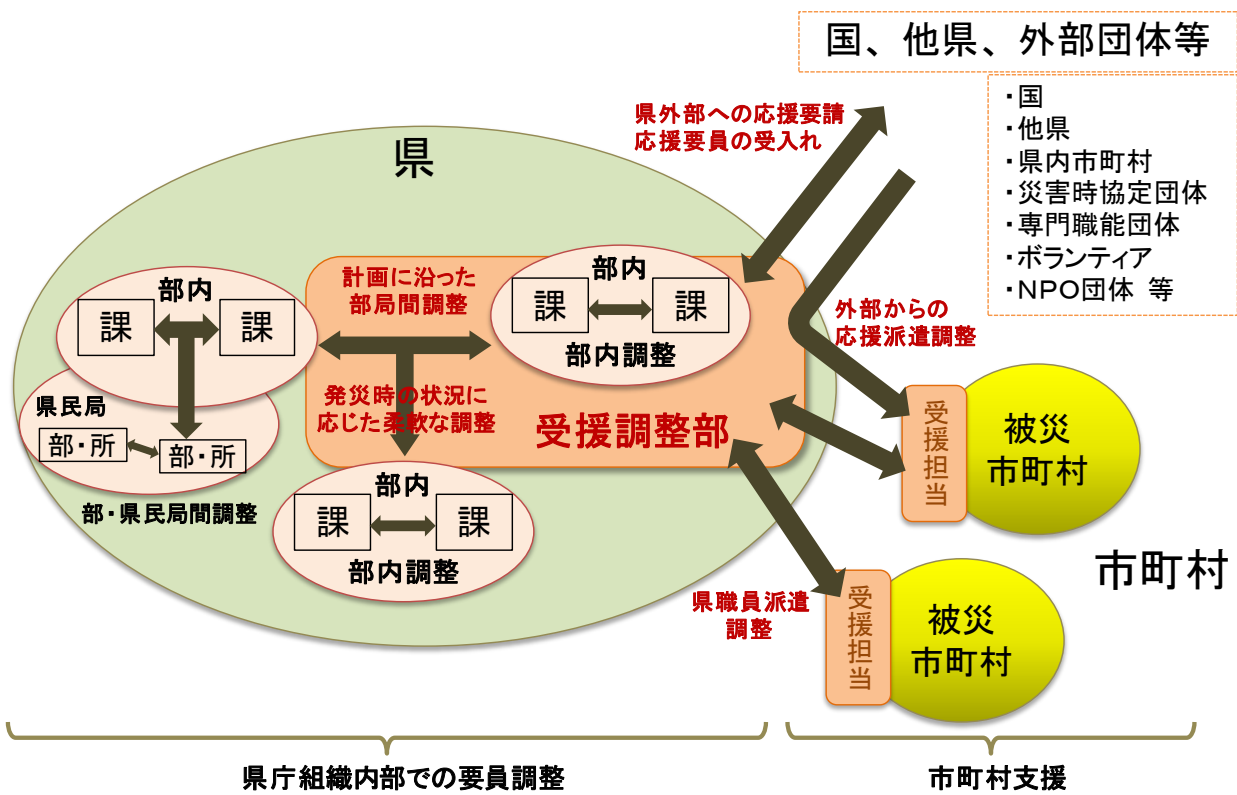 国、他県、外部団体等
・国
・他県
・県内市町村
・災害時協定団体
・専門職能団体
・ボランティア
・NPO団体 等
県外部への応援要請
応援要員の受入れ
県
部内
課
課
計画に沿った
部局間調整
部内
課
課
部内調整
外部からの
応援派遣調整
県民局
部・所
部・所
部・県民局間調整
発災時の状況に
応じた柔軟な調整
受援調整部
受援担当
被災
市町村
部内
課
課
部内調整
市町村
県職員派遣
調整
受援担当
被災
市町村
県庁組織内部での要員調整
市町村支援